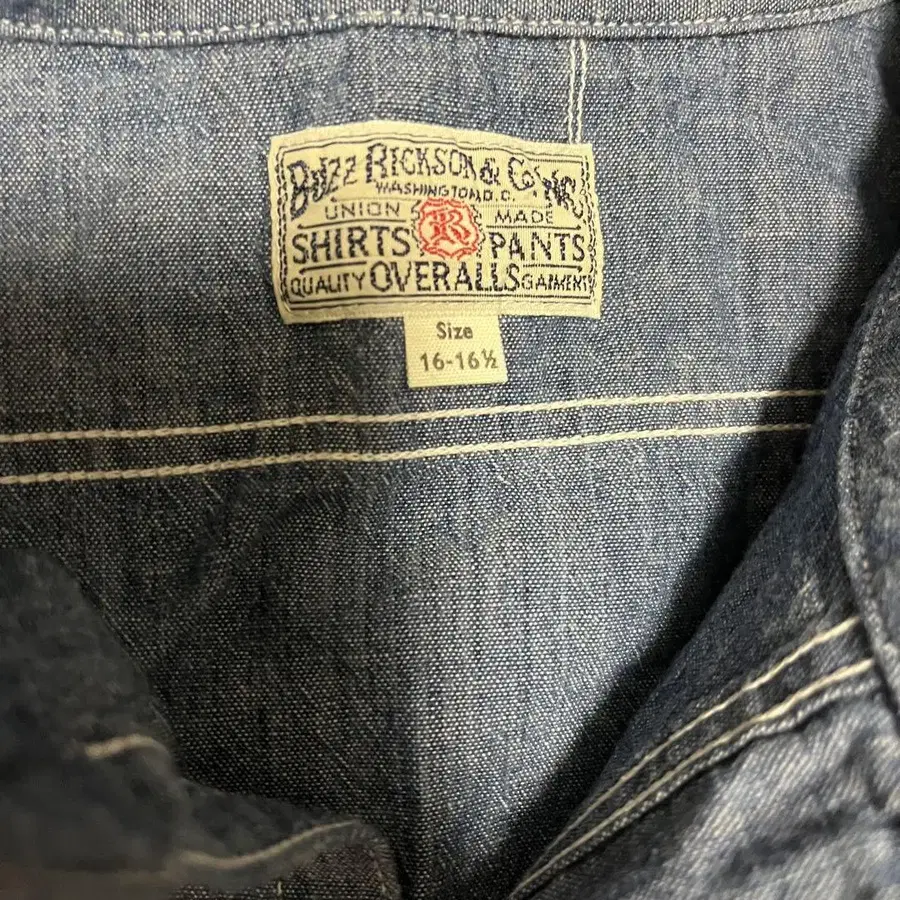 BUZZ RICKSON & CO. INC.
WASHINGTON D.C.
UNION MADE
R
SHIRTS PANTS
QUALITY OVERALLS GARMENT
Size
16-16½